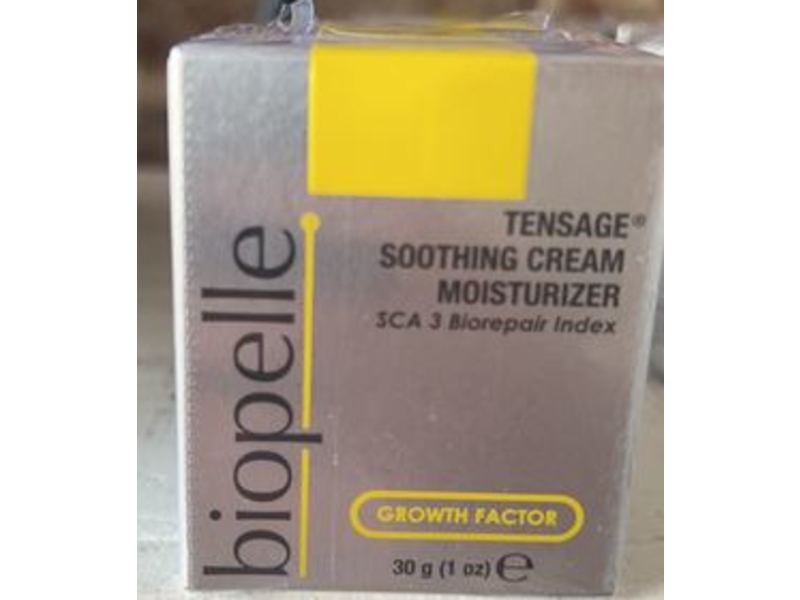 biopelle
TENSAGE®
SOOTHING CREAM
MOISTURIZER
SCA 3 Biorepair Index
GROWTH FACTOR
30 g (1 oz) ℮